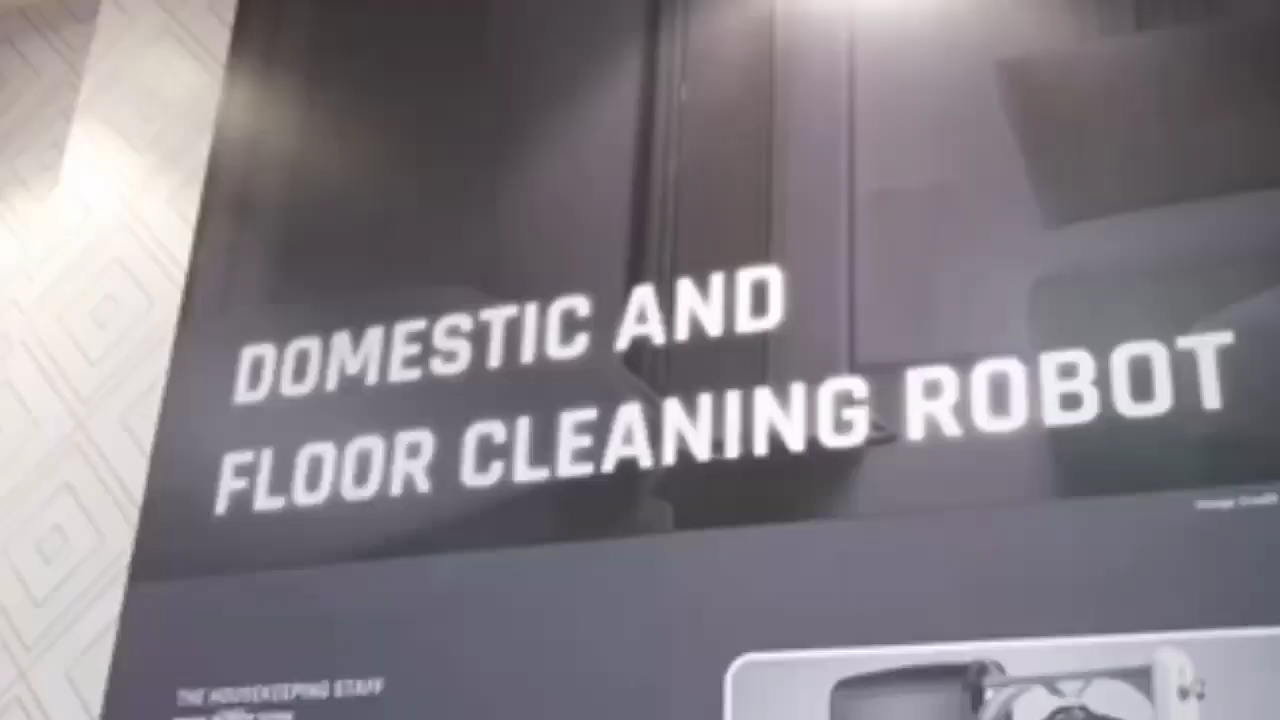 DOMESTIC AND
FLOOR CLEANING ROBOT
THE HOUSEKEEPING STAFF